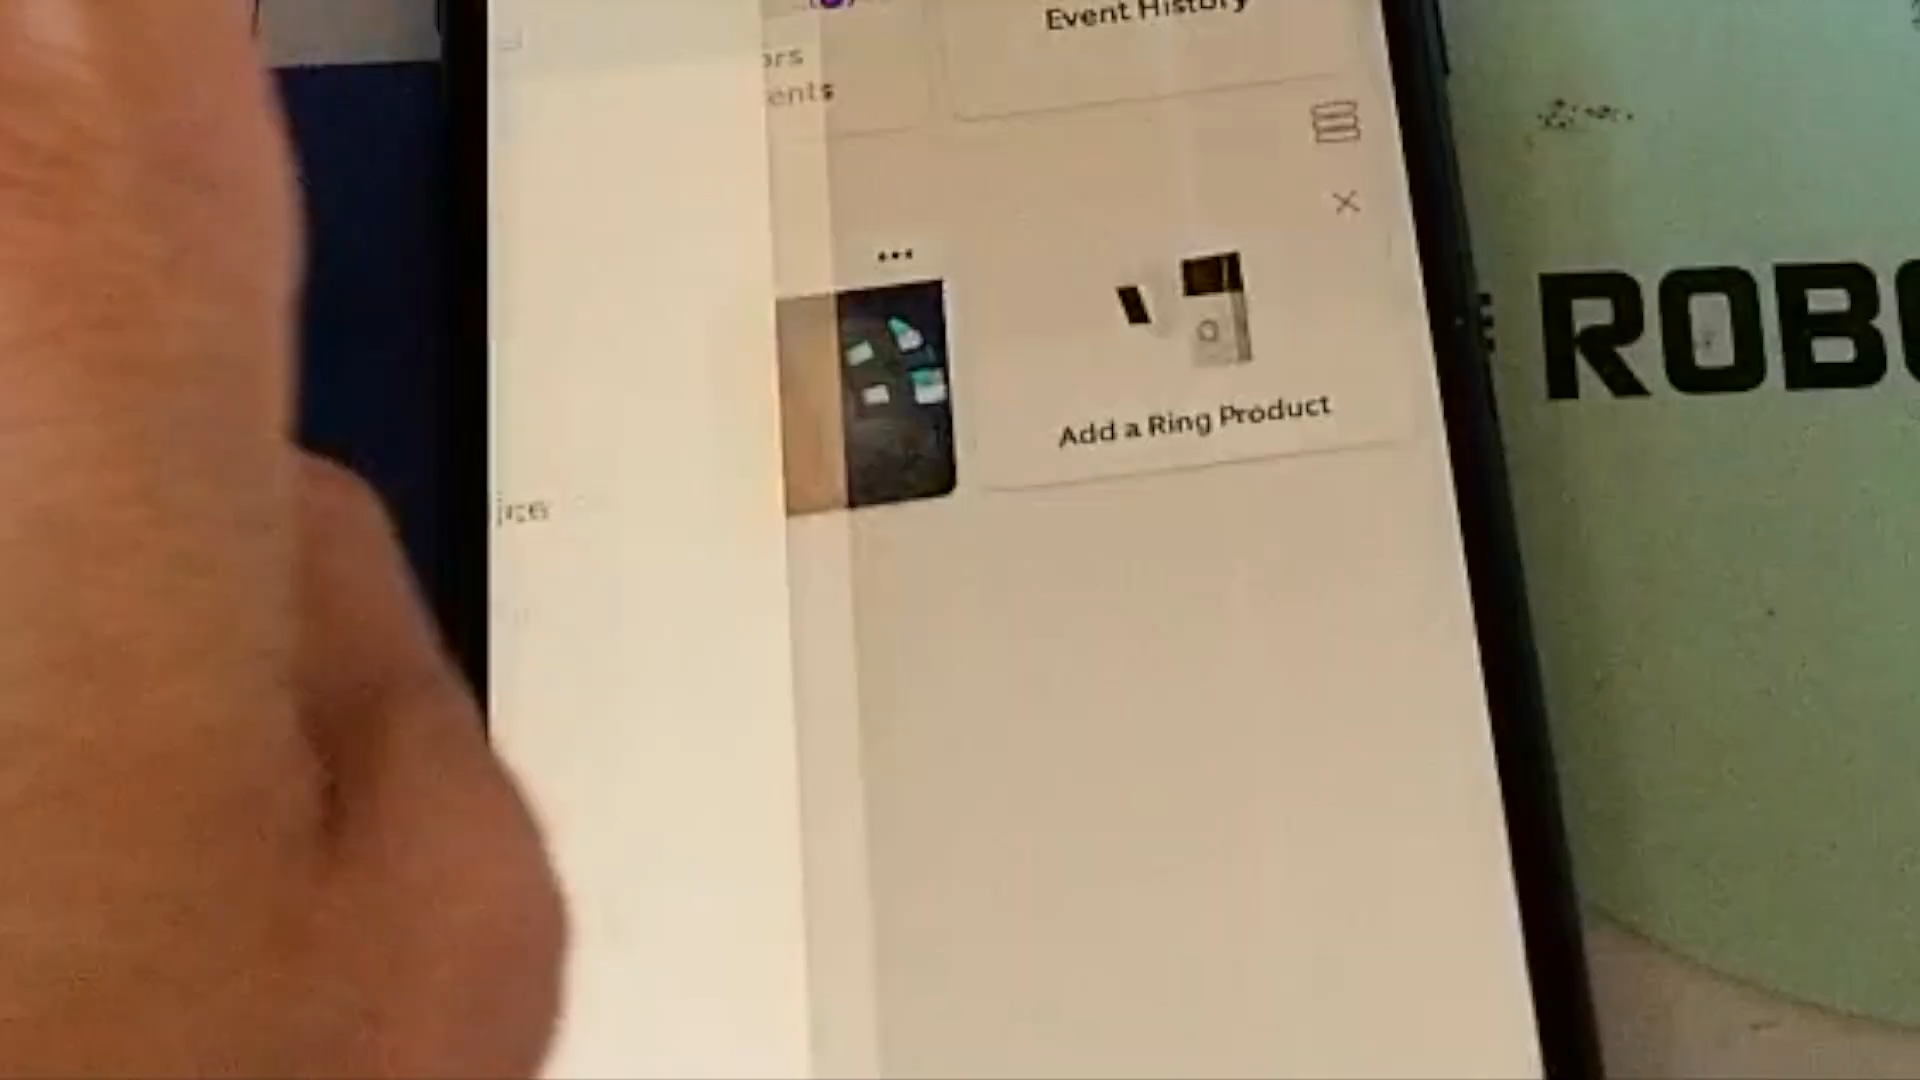 Event History
ors
ents
Add a Ring Product
ROBO